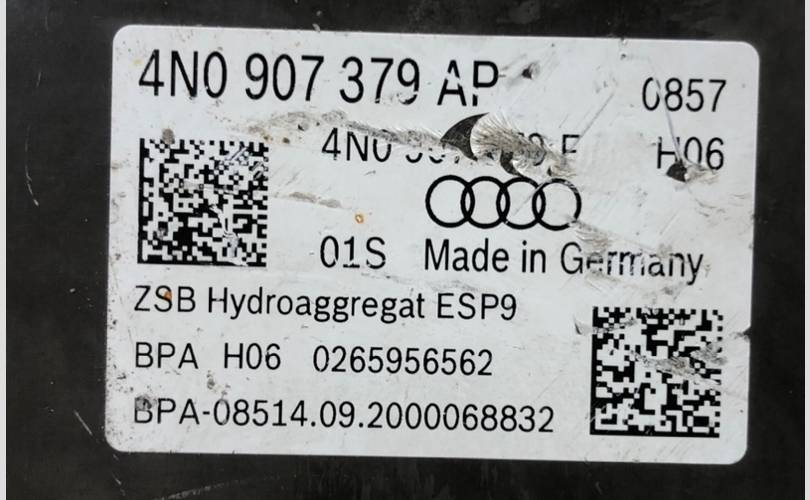 4N0 907 379 AP 0857
4N0 H06
01S Made in Germany
ZSB Hydroaggregat ESP9
BPA H06 0265956562
BPA-08514.09.2000068832